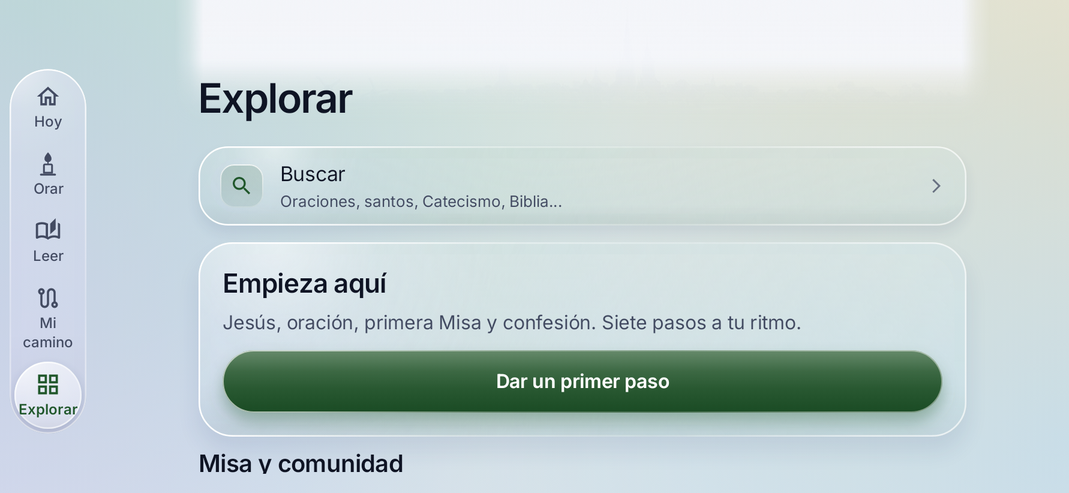 Hoy
Orar
Leer
Mi
camino
Explorar
Explorar
Buscar
Oraciones, santos, Catecismo, Biblia...
Empieza aquí
Jesús, oración, primera Misa y confesión. Siete pasos a tu ritmo.
Dar un primer paso
Misa y comunidad